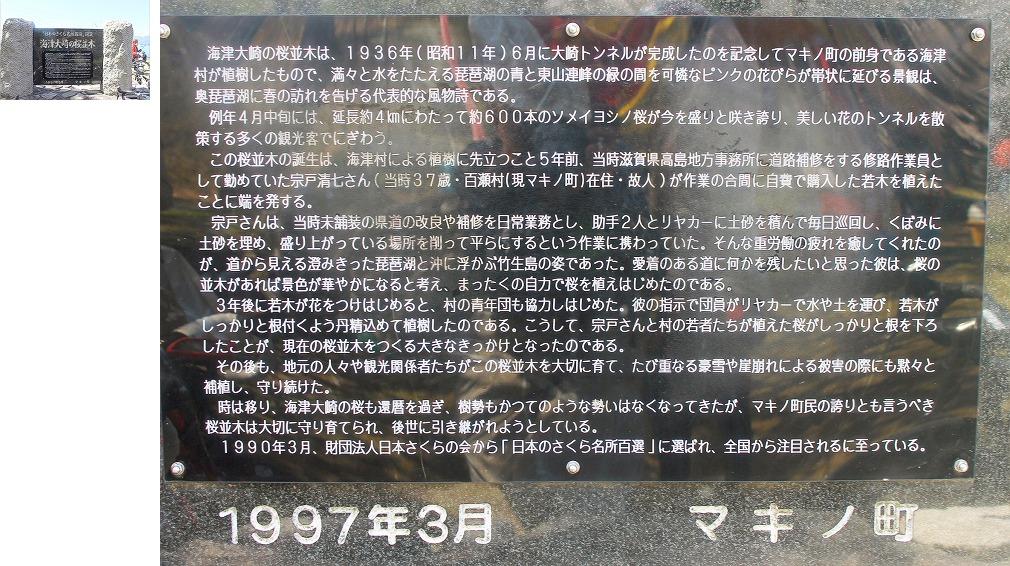 「日本のさくら名所百選」認定
海津大崎の桜並木
海津大崎の桜並木は、1936年(昭和11年)6月に大崎トンネルが完成したのを記念してマキノ町の前身である海津
村が植樹したもので、満々と水をたたえる琵琶湖の青と東山連峰の緑の間を可憐なピンクの花びらが帯状に延びる景観は、
奥琵琶湖に春の訪れを告げる代表的な風物詩である。
例年4月中旬には、延長約4㎞にわたって約600本のソメイヨシノ桜が今を盛りと咲き誇り、美しい花のトンネルを散
策する多くの観光客でにぎわう。
この桜並木の誕生は、海津村による植樹に先立つこと5年前、当時滋賀県高島地方事務所に道路補修をする修路作業員と
して勤めていた宗戸清七さん(当時37歳・百瀬村(現マキノ町)在住・故人)が作業の合間に自費で購入した若木を植えた
ことに端を発する。
宗戸さんは、当時未舗装の県道の改良や補修を日常業務とし、助手2人とリヤカーに土砂を積んで毎日巡回し、くぼみに
土砂を埋め、盛り上がっている場所を削って平らにするという作業に携わっていた。そんな重労働の疲れを癒してくれたの
が、道から見える澄みきった琵琶湖と沖に浮かぶ竹生島の姿であった。愛着のある道に何かを残したいと思った彼は、桜の
並木があれば景色が華やかになると考え、まったくの自力で桜を植えはじめたのである。
3年後に若木が花をつけはじめると、村の青年団も協力しはじめた。彼の指示で団員がリヤカーで水や土を運び、若木が
しっかりと根付くよう丹精込めて植樹したのである。こうして、宗戸さんと村の若者たちが植えた桜がしっかりと根を下ろ
したことが、現在の桜並木をつくる大きなきっかけとなったのである。
その後も、地元の人々や観光関係者たちがこの桜並木を大切に育て、たび重なる豪雪や崖崩れによる被害の際にも黙々と
補植し、守り続けた。
時は移り、海津大崎の桜も還暦を過ぎ、樹勢もかつてのような勢いはなくなってきたが、マキノ町民の誇りとも言うべき
桜並木は大切に守り育てられ、後世に引き継がれようとしている。
1990年3月、財団法人日本さくらの会から「日本のさくら名所百選」に選ばれ、全国から注目されるに至っている。
1997年3月 マキノ町